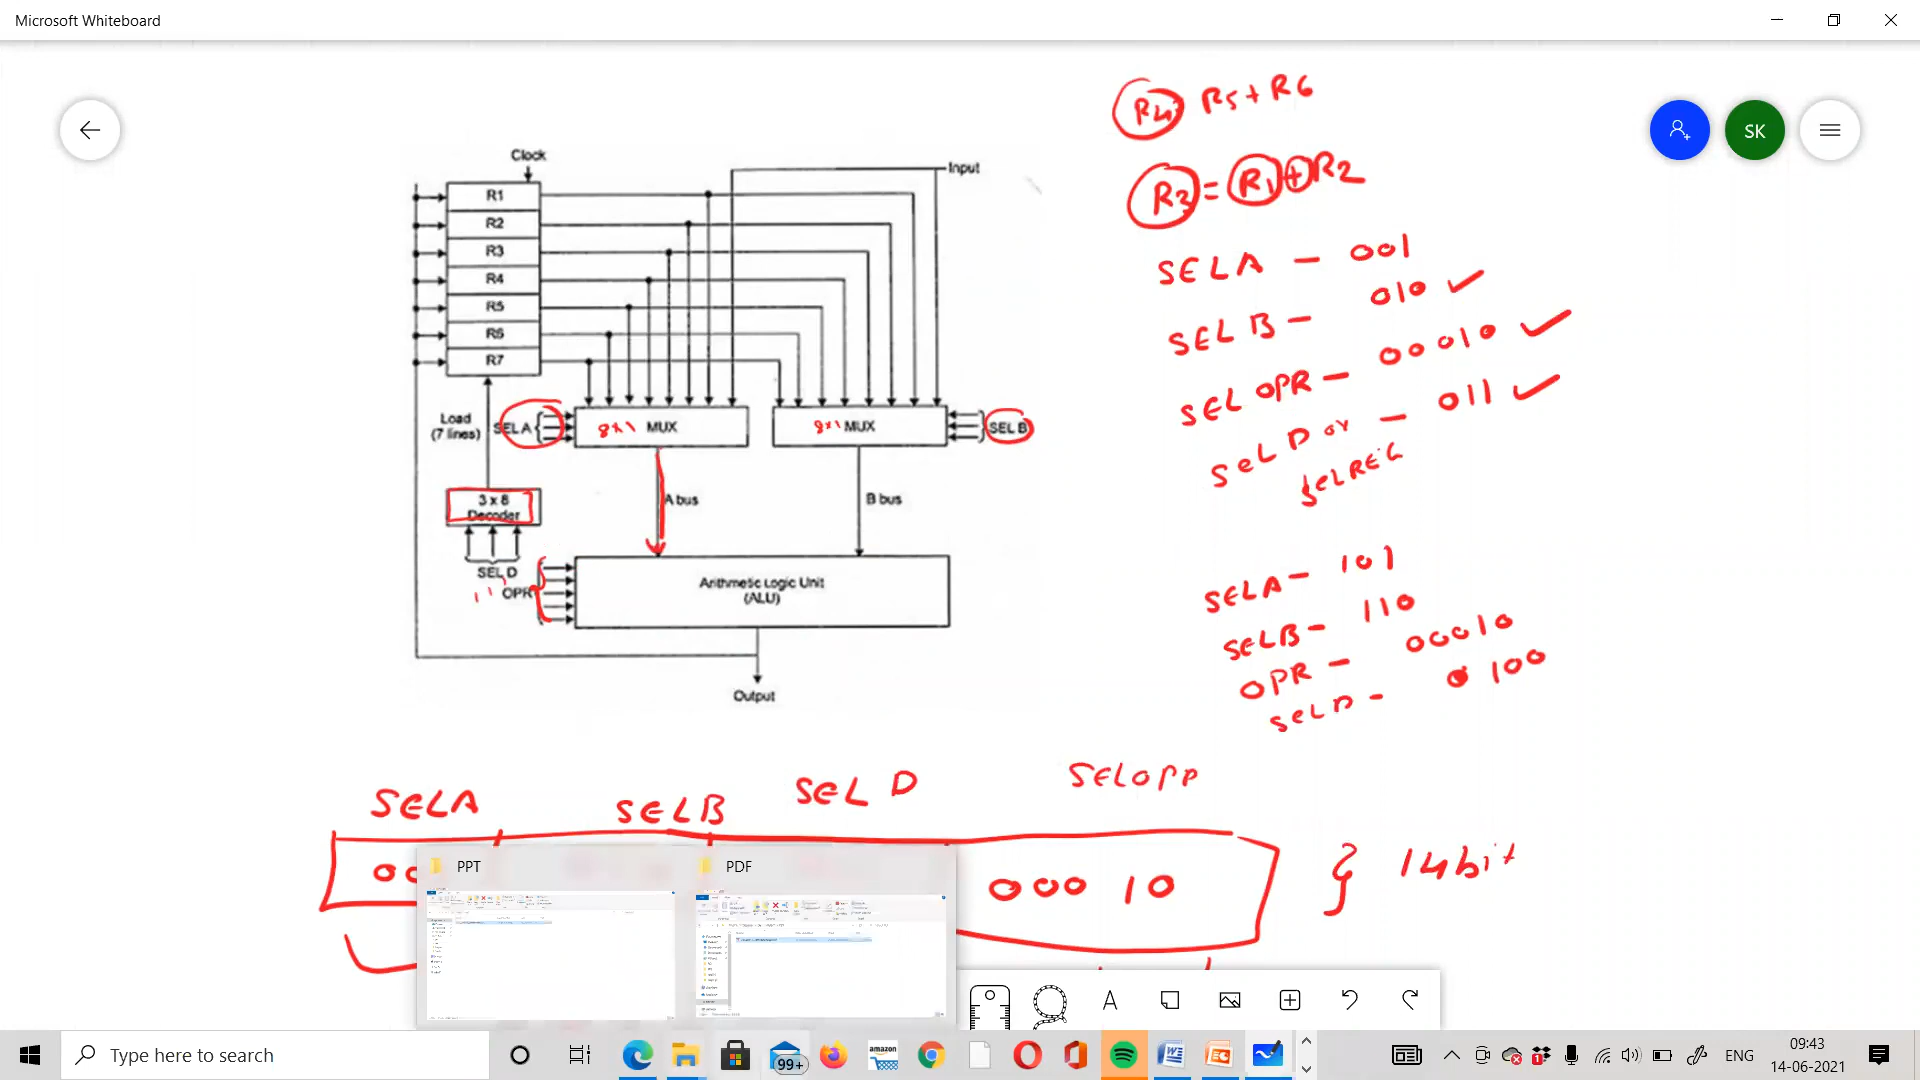 Microsoft Whiteboard
R4 R5+R6
R3 = R1 + R2
SK
Clock
Input
R1
R2
R3
R4
R5
R6
R7
SELA - 001
SELB - 010 ✓
SEL OPR - 00010 ✓
SEL D or - 011 ✓
SELREG
Load
(7 lines)
SEL A
8x1 MUX
8x1 MUX
SEL B
3 x 8
Decoder
A bus
B bus
SEL D
OPR
Arithmetic Logic Unit
(ALU)
Output
SELA - 101
SELB - 110
OPR - 00010
SELD - 100
SELA SELB SEL D SELOPR
00
000 10
} 14bit
PPT
PDF
Type here to search
99+
amazon
ENG
09:43
14-06-2021